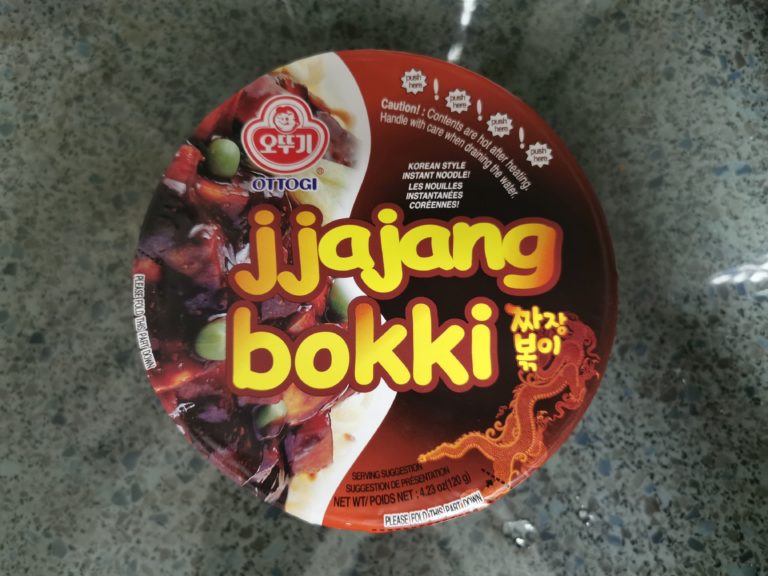 push here
push here
push here
push here
Caution! : Contents are hot after heating.
Handle with care when draining the water.
오뚜기
®
OTTOGI
KOREAN STYLE
INSTANT NOODLE!
LES NOUILLES
INSTANTANÉES
CORÉENNES!
jjajang
bokki
짜장
볶이
PLEASE FOLD THIS PART DOWN
SERVING SUGGESTION
SUGGESTION DE PRÉSENTATION
NET WT/ POIDS NET : 4.23 oz(120 g)
PLEASE FOLD THIS PART DOWN